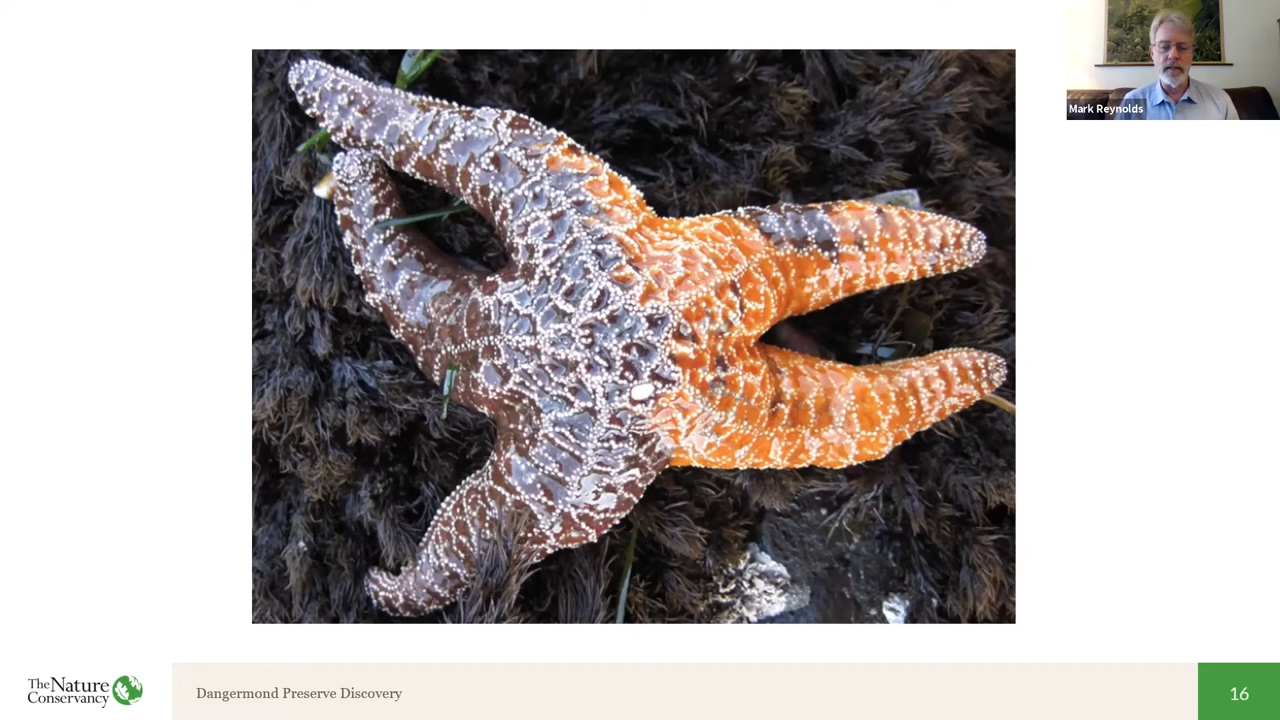 Mark Reynolds
The Nature
Conservancy
Dangermond Preserve Discovery
16